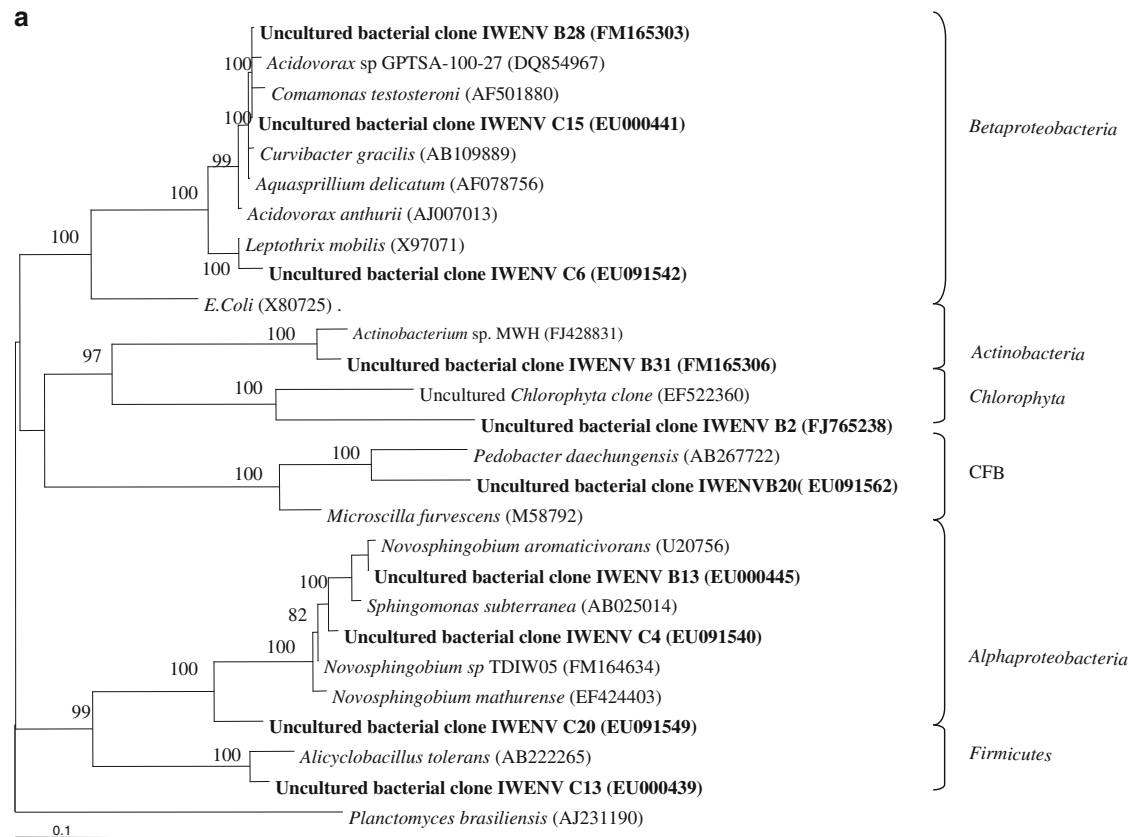 a
Uncultured bacterial clone IWENV B28 (FM165303)
100
Acidovorax sp GPTSA-100-27 (DQ854967)
Comamonas testosteroni (AF501880)
100
Uncultured bacterial clone IWENV C15 (EU000441)
Betaproteobacteria
Curvibacter gracilis (AB109889)
99
Aquasprillium delicatum (AF078756)
100
Acidovorax anthurii (AJ007013)
100
Leptothrix mobilis (X97071)
100
Uncultured bacterial clone IWENV C6 (EU091542)
E.Coli (X80725) .
100
Actinobacterium sp. MWH (FJ428831)
97
Actinobacteria
Uncultured bacterial clone IWENV B31 (FM165306)
100
Uncultured Chlorophyta clone (EF522360)
Chlorophyta
Uncultured bacterial clone IWENV B2 (FJ765238)
100
Pedobacter daechungensis (AB267722)
100
CFB
Uncultured bacterial clone IWENVB20( EU091562)
Microscilla furvescens (M58792)
Novosphingobium aromaticivorans (U20756)
100
Uncultured bacterial clone IWENV B13 (EU000445)
Sphingomonas subterranea (AB025014)
82
Uncultured bacterial clone IWENV C4 (EU091540)
100
Alphaproteobacteria
100
Novosphingobium sp TDIW05 (FM164634)
Novosphingobium mathurense (EF424403)
99
Uncultured bacterial clone IWENV C20 (EU091549)
100
Alicyclobacillus tolerans (AB222265)
Firmicutes
Uncultured bacterial clone IWENV C13 (EU000439)
Planctomyces brasiliensis (AJ231190)
0.1